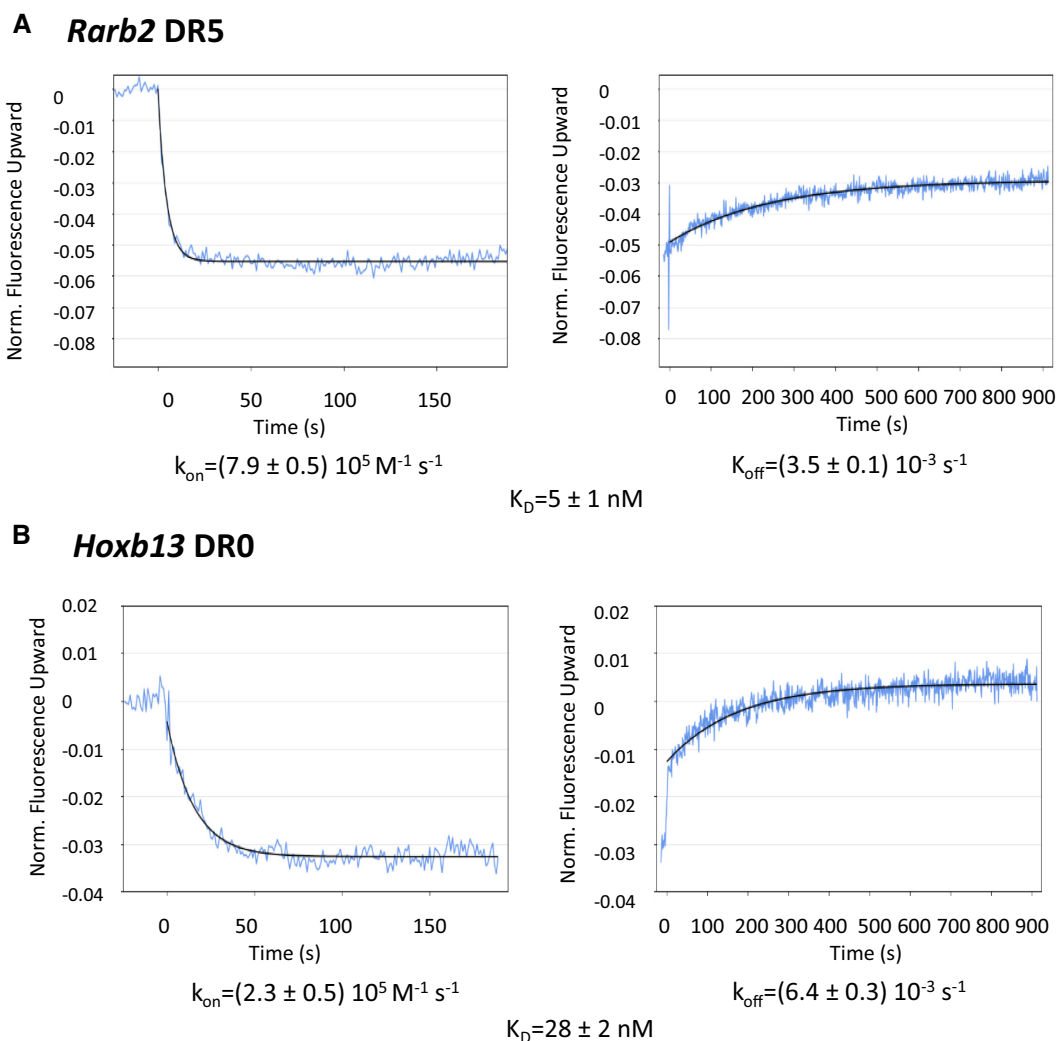 A Rarb2 DR5
Norm. Fluorescence Upward
0
-0.01
-0.02
-0.03
-0.04
-0.05
-0.06
-0.07
-0.08
0 50 100 150
Time (s)
Norm. Fluorescence Upward
0
-0.01
-0.02
-0.03
-0.04
-0.05
-0.06
-0.07
-0.08
0 100 200 300 400 500 600 700 800 900
Time (s)
kon=(7.9 ± 0.5) 10⁵ M⁻¹ s⁻¹
Koff=(3.5 ± 0.1) 10⁻³ s⁻¹
KD=5 ± 1 nM
B Hoxb13 DR0
Norm. Fluorescence Upward
0.02
0.01
0
-0.01
-0.02
-0.03
-0.04
0 50 100 150
Time (s)
Norm. Fluorescence Upward
0.02
0.01
0
-0.01
-0.02
-0.03
-0.04
0 100 200 300 400 500 600 700 800 900
Time (s)
kon=(2.3 ± 0.5) 10⁵ M⁻¹ s⁻¹
koff=(6.4 ± 0.3) 10⁻³ s⁻¹
KD=28 ± 2 nM